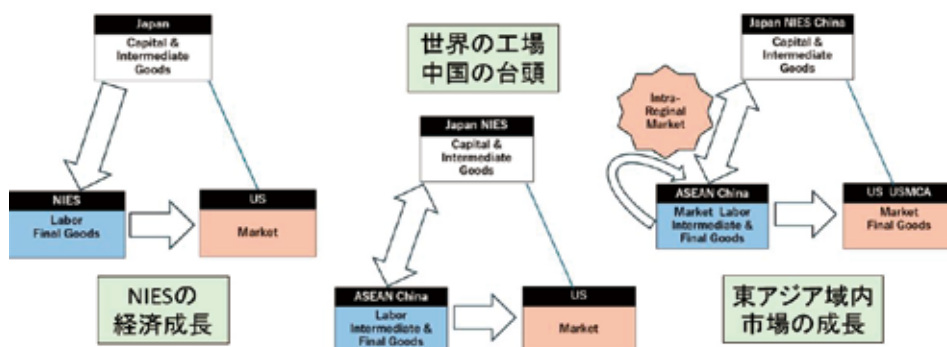 Japan
Capital &
Intermediate
Goods
NIES
Labor
Final Goods
US
Market
NIESの
経済成長
世界の工場
中国の台頭
Japan NIES
Capital &
Intermediate
Goods
ASEAN China
Labor
Intermediate &
Final Goods
US
Market
Japan NIES China
Capital &
Intermediate
Goods
Intra-
Reginal
Market
ASEAN China
Market Labor
Intermediate &
Final Goods
US USMCA
Market
Final Goods
東アジア域内
市場の成長